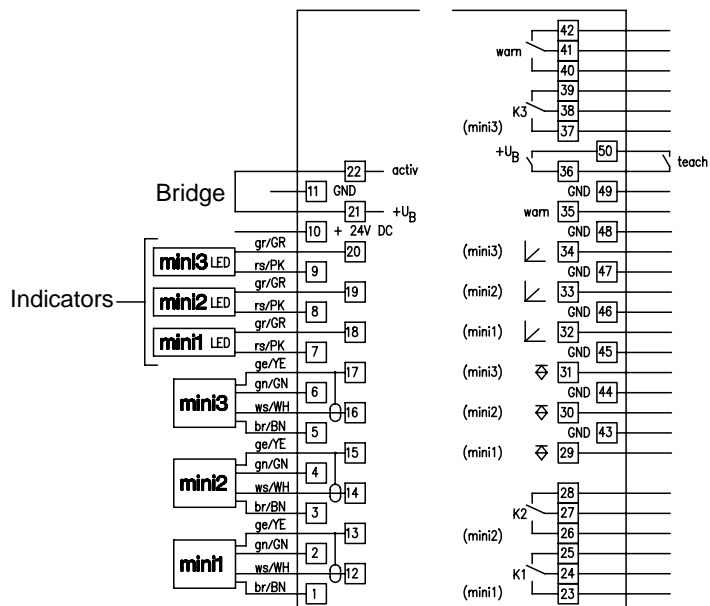 42
warn 41
40
39
K3 38
(mini3) 37
+UB 50
36 teach
22 activ
GND 49
Bridge 11 GND
21 +UB warn 35
10 + 24V DC GND 48
gr/GR 20 (mini3) 34
mini3 LED rs/PK 9 GND 47
gr/GR 19 (mini2) 33
Indicators mini2 LED rs/PK 8 GND 46
gr/GR 18 (mini1) 32
mini1 LED rs/PK 7 GND 45
ge/YE 17 (mini3) 31
gn/GN 6 GND 44
mini3 ws/WH 16 (mini2) 30
br/BN 5 GND 43
ge/YE 15 (mini1) 29
gn/GN 4
mini2 ws/WH 14 28
br/BN 3 K2 27
ge/YE 13 (mini2) 26
gn/GN 2 25
mini1 ws/WH 12 K1 24
br/BN 1 (mini1) 23